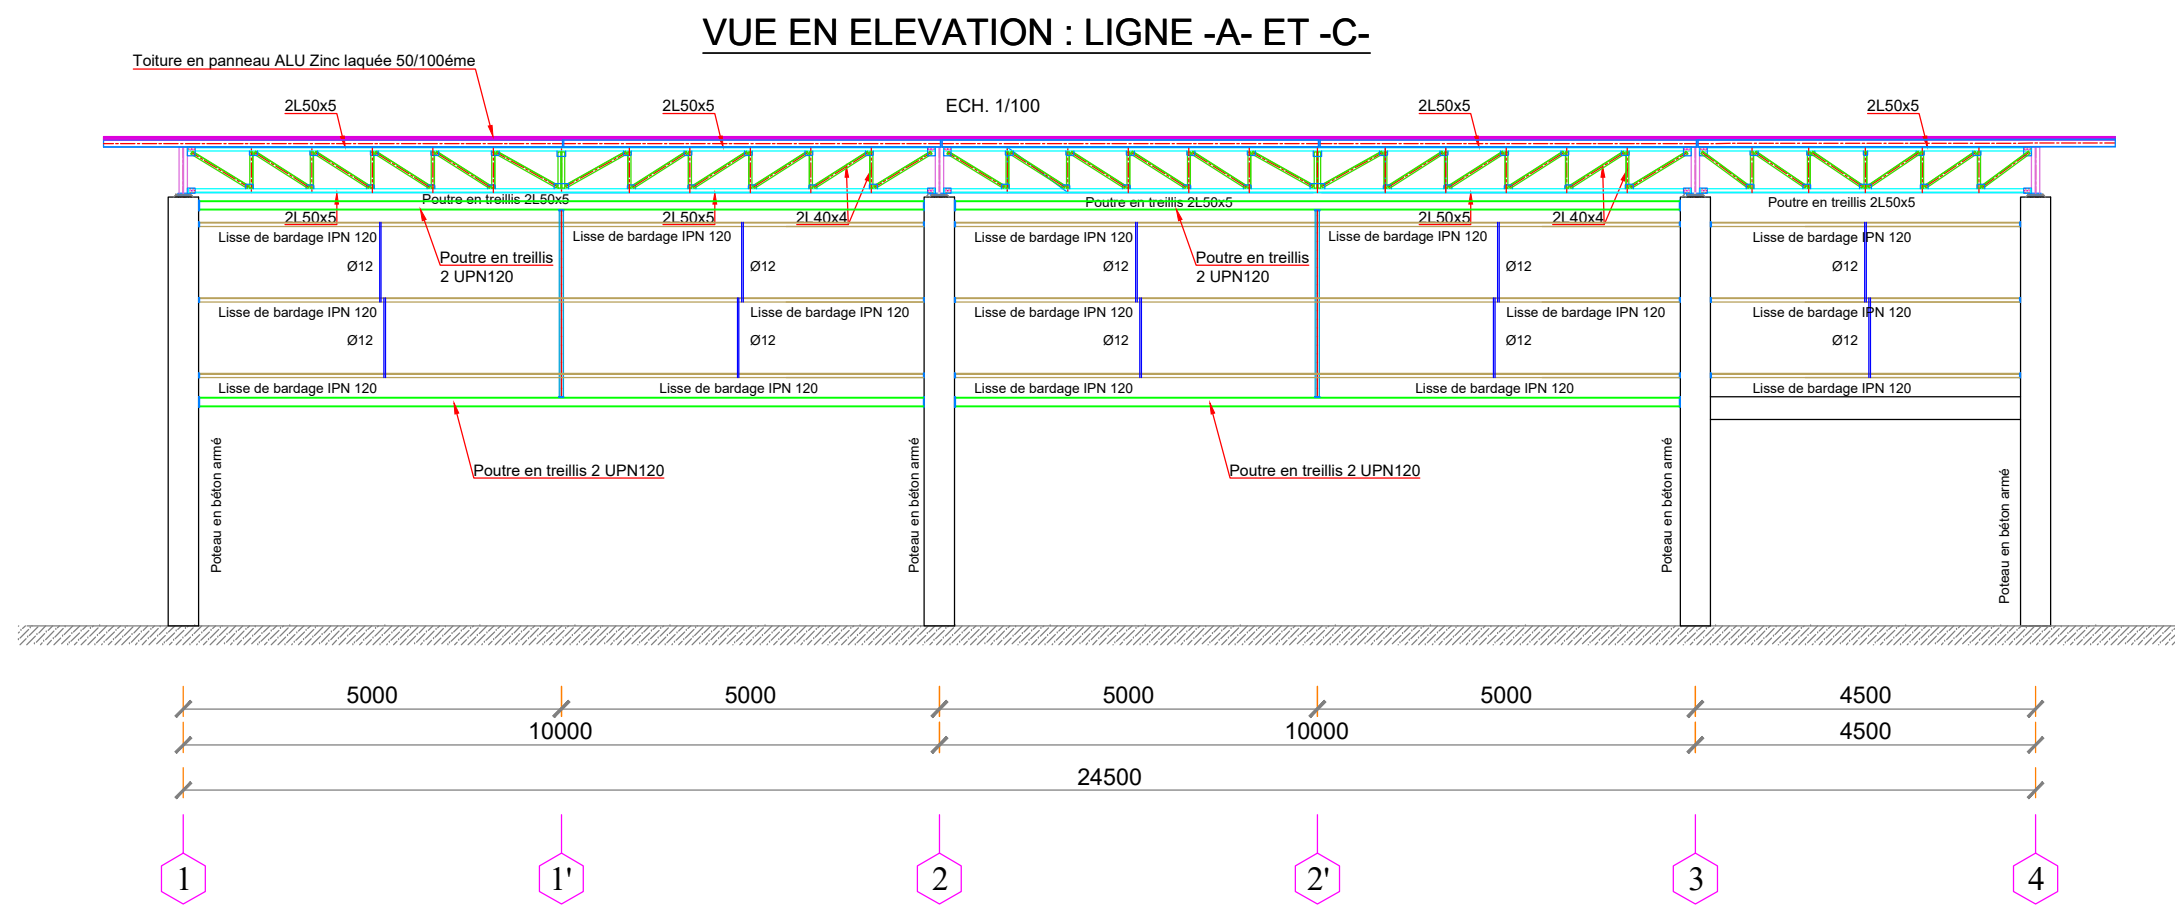 VUE EN ELEVATION : LIGNE -A- ET -C-
Toiture en panneau ALU Zinc laquée 50/100éme
ECH. 1/100
2L50x5
2L50x5
2L50x5
2L50x5
Poutre en treillis 2L50x5
Poutre en treillis 2L50x5
Poutre en treillis 2L50x5
2L50x5
2L50x5
2L40x4
2L50x5
2L40x4
Lisse de bardage IPN 120
Lisse de bardage IPN 120
Lisse de bardage IPN 120
Lisse de bardage IPN 120
Lisse de bardage IPN 120
Poutre en treillis
2 UPN120
Poutre en treillis
2 UPN120
Ø12
Ø12
Ø12
Ø12
Ø12
Lisse de bardage IPN 120
Lisse de bardage IPN 120
Lisse de bardage IPN 120
Lisse de bardage IPN 120
Lisse de bardage IPN 120
Ø12
Ø12
Ø12
Ø12
Ø12
Lisse de bardage IPN 120
Lisse de bardage IPN 120
Lisse de bardage IPN 120
Lisse de bardage IPN 120
Lisse de bardage IPN 120
Poutre en treillis 2 UPN120
Poutre en treillis 2 UPN120
Poteau en béton armé
Poteau en béton armé
Poteau en béton armé
Poteau en béton armé
5000
5000
5000
5000
4500
10000
10000
4500
24500
1
1'
2
2'
3
4